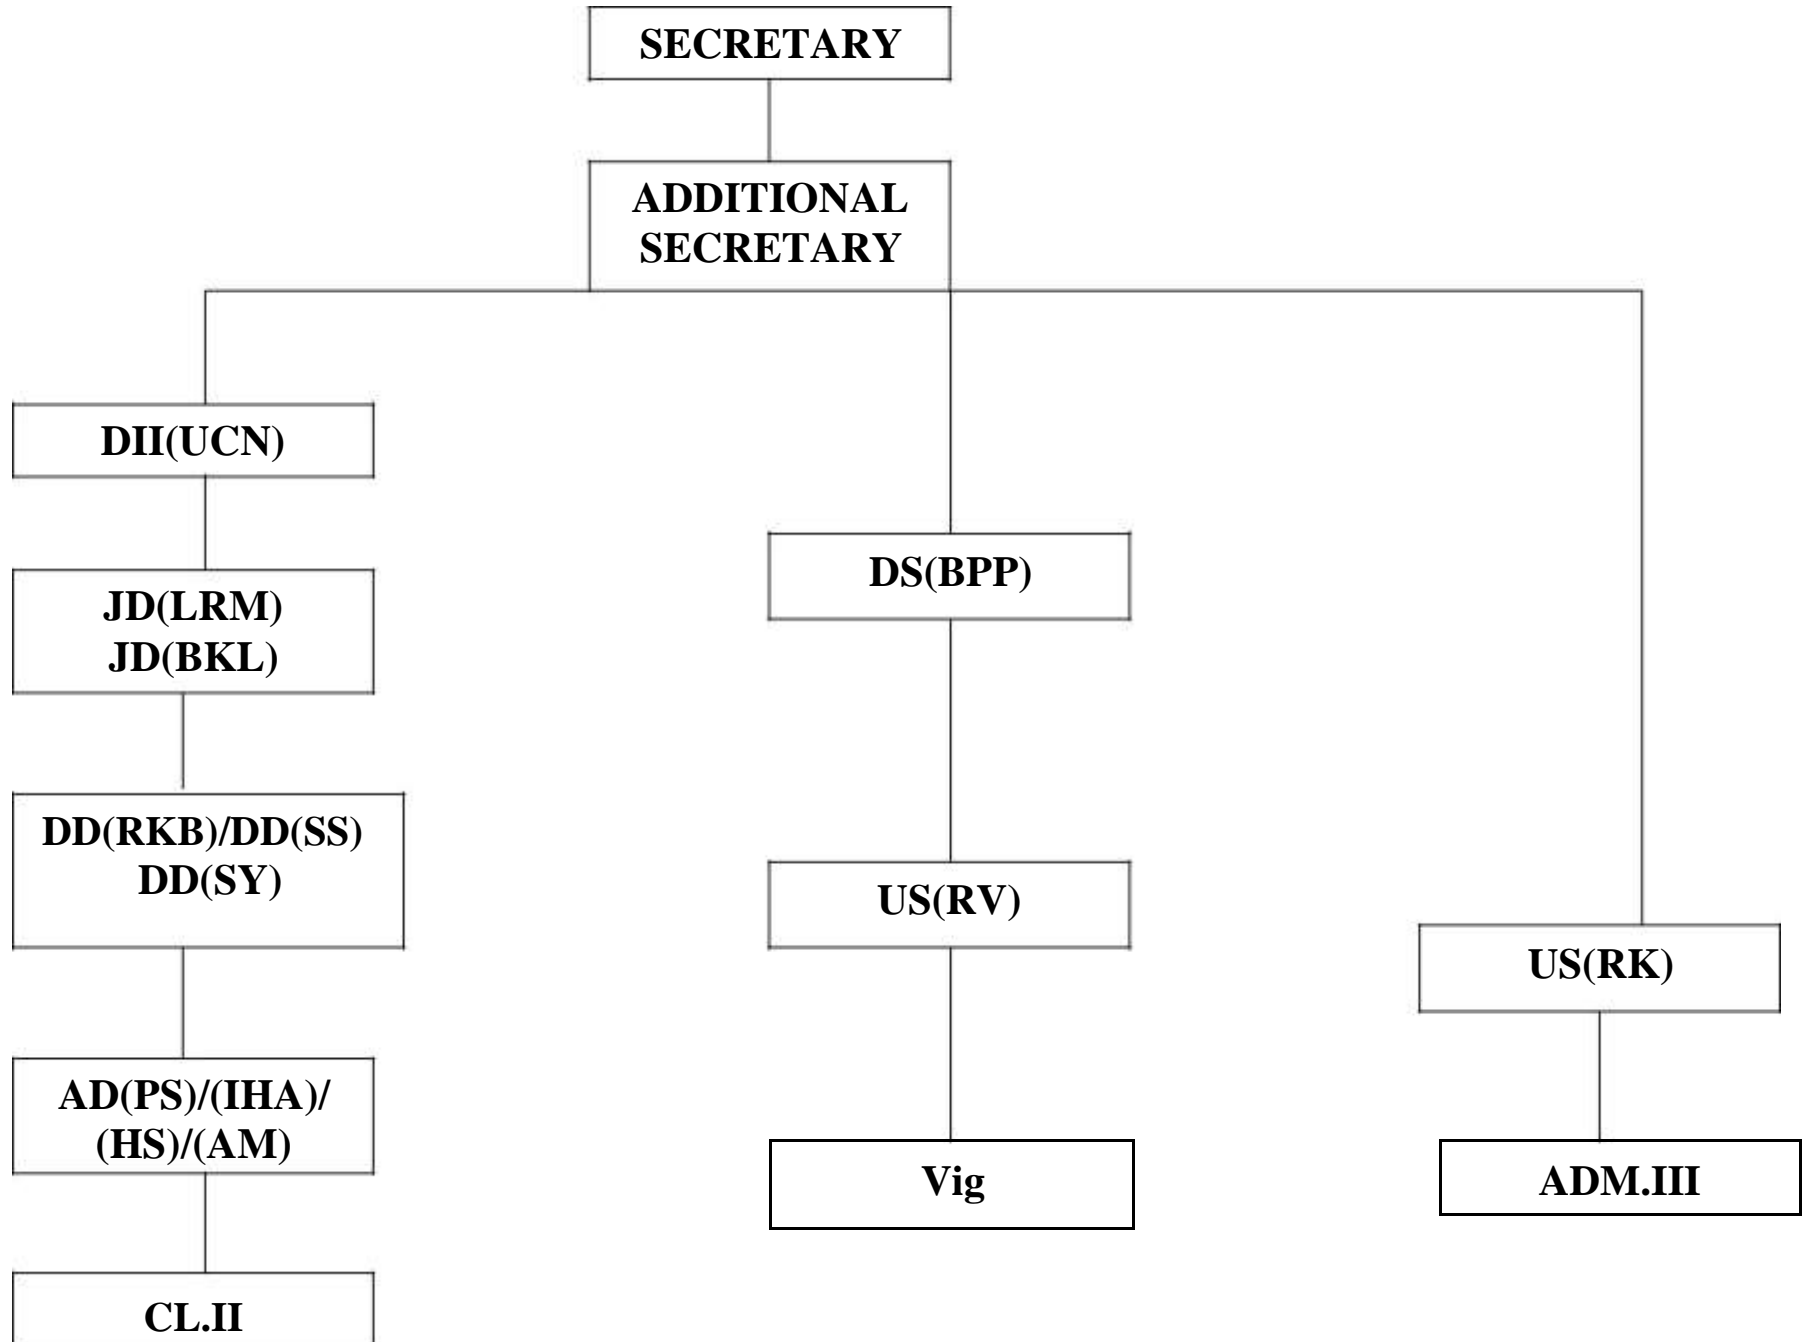 SECRETARY
ADDITIONAL
SECRETARY
DII(UCN)
JD(LRM)
JD(BKL)
DD(RKB)/DD(SS)
DD(SY)
AD(PS)/(IHA)/
(HS)/(AM)
CL.II
DS(BPP)
US(RV)
Vig
US(RK)
ADM.III